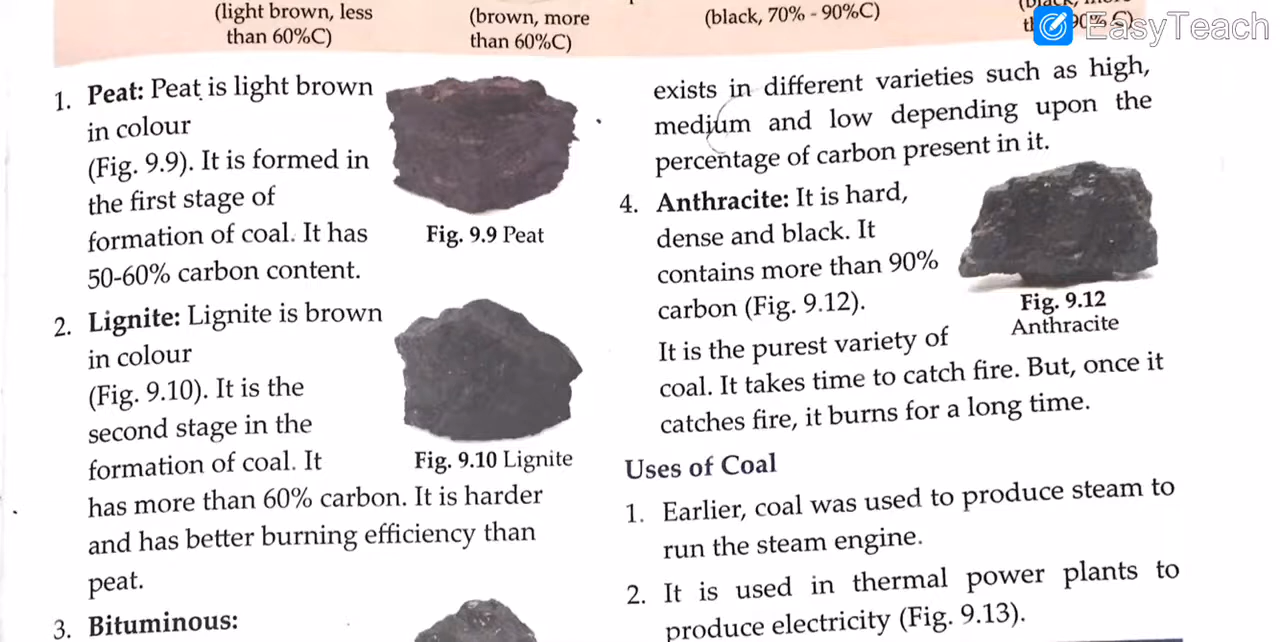 (light brown, less
than 60%C)
(brown, more
than 60%C)
(black, 70% - 90%C)
EasyTeach
1. Peat: Peat is light brown
in colour
(Fig. 9.9). It is formed in
the first stage of
formation of coal. It has
50-60% carbon content.
Fig. 9.9 Peat
2. Lignite: Lignite is brown
in colour
(Fig. 9.10). It is the
second stage in the
formation of coal. It
has more than 60% carbon. It is harder
and has better burning efficiency than
peat.
Fig. 9.10 Lignite
3. Bituminous:
exists in different varieties such as high,
medium and low depending upon the
percentage of carbon present in it.
4. Anthracite: It is hard,
dense and black. It
contains more than 90%
carbon (Fig. 9.12).
It is the purest variety of
coal. It takes time to catch fire. But, once it
catches fire, it burns for a long time.
Fig. 9.12
Anthracite
Uses of Coal
1. Earlier, coal was used to produce steam to
run the steam engine.
2. It is used in thermal power plants to
produce electricity (Fig. 9.13).